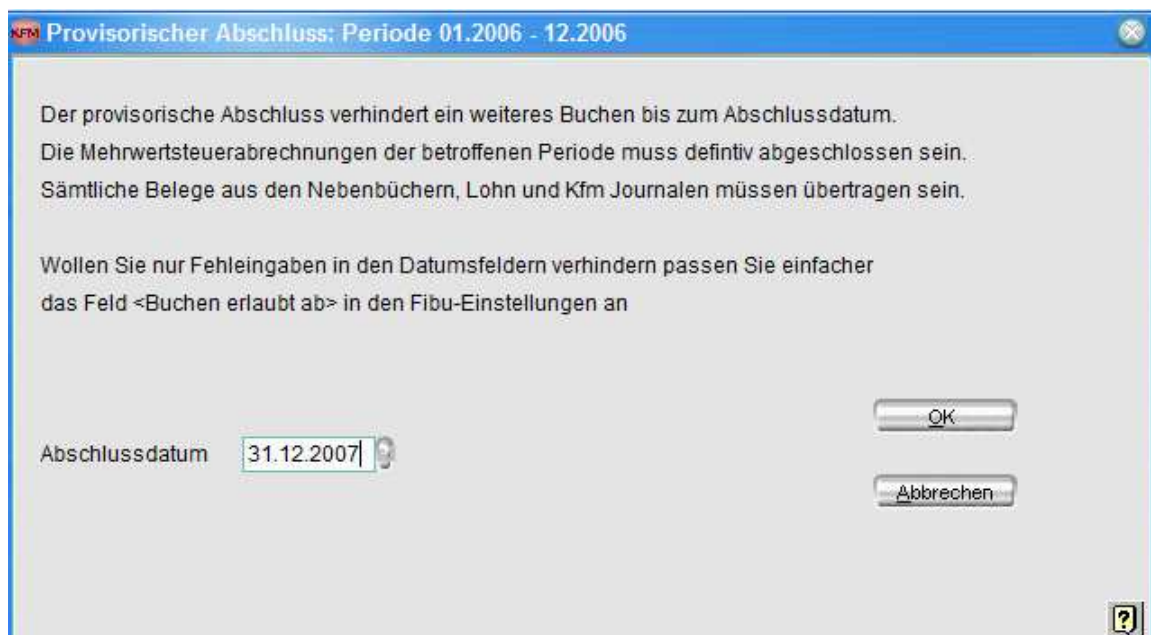 KFM Provisorischer Abschluss: Periode 01.2006 - 12.2006
Der provisorische Abschluss verhindert ein weiteres Buchen bis zum Abschlussdatum.
Die Mehrwertsteuerabrechnungen der betroffenen Periode muss defintiv abgeschlossen sein.
Sämtliche Belege aus den Nebenbüchern, Lohn und Kfm Journalen müssen übertragen sein.
Wollen Sie nur Fehleingaben in den Datumsfeldern verhindern passen Sie einfacher
das Feld <Buchen erlaubt ab> in den Fibu-Einstellungen an
OK
Abschlussdatum 31.12.2007
Abbrechen
?